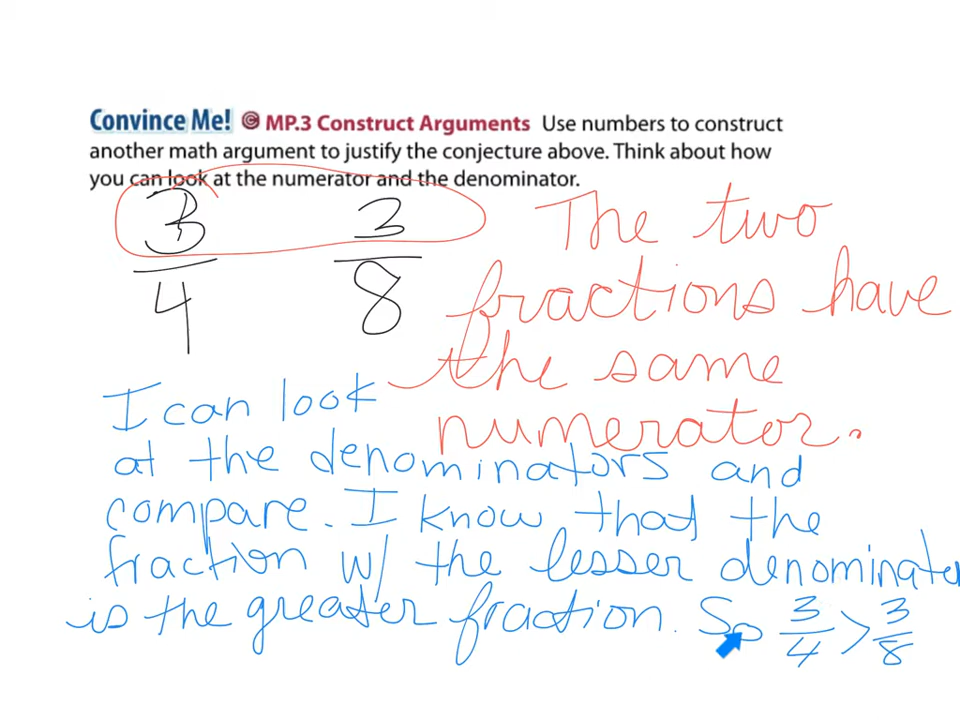 Convince Me! © MP.3 Construct Arguments Use numbers to construct
another math argument to justify the conjecture above. Think about how
you can look at the numerator and the denominator.
3/4 3/8
The two
fractions have
the same
numerator.
I can look
at the denominators and
compare. I know that the
fraction w/ the lesser denominator
is the greater fraction. So 3/4 > 3/8